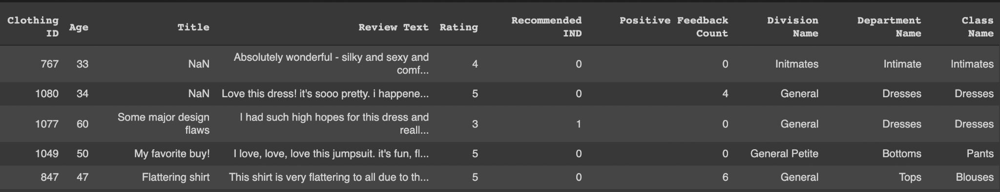 Clothing ID Age Title Review Text Rating Recommended IND Positive Feedback Count Division Name Department Name Class Name
767 33 NaN Absolutely wonderful - silky and sexy and comf... 4 0 0 Initmates Intimate Intimates
1080 34 NaN Love this dress! it's sooo pretty. i happene... 5 0 4 General Dresses Dresses
1077 60 Some major design flaws I had such high hopes for this dress and reall... 3 1 0 General Dresses Dresses
1049 50 My favorite buy! I love, love, love this jumpsuit. it's fun, fl... 5 0 0 General Petite Bottoms Pants
847 47 Flattering shirt This shirt is very flattering to all due to th... 5 0 6 General Tops Blouses